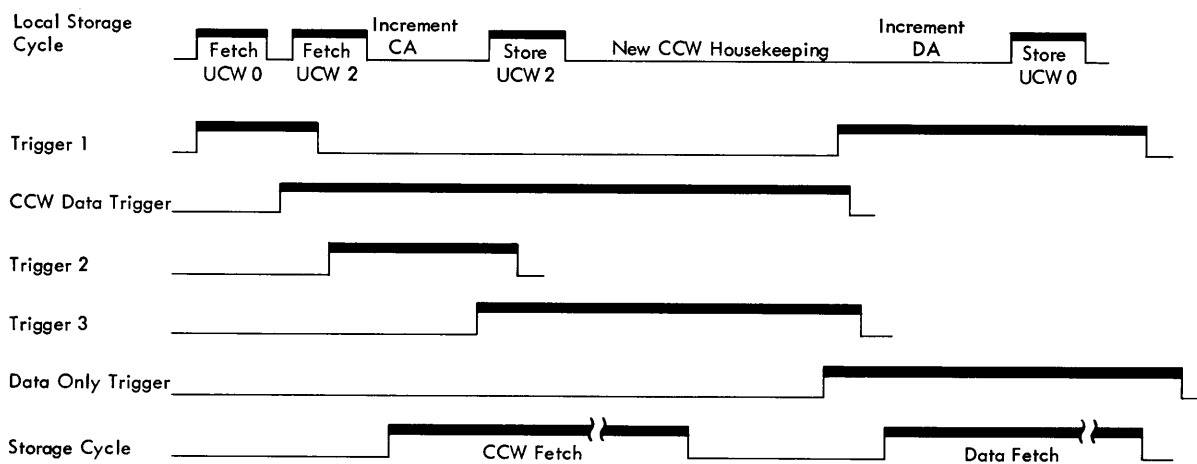 Local Storage
Cycle
Fetch
UCW 0
Fetch
UCW 2
Increment
CA
Store
UCW 2
New CCW Housekeeping
Increment
DA
Store
UCW 0
Trigger 1
CCW Data Trigger
Trigger 2
Trigger 3
Data Only Trigger
Storage Cycle
CCW Fetch
Data Fetch